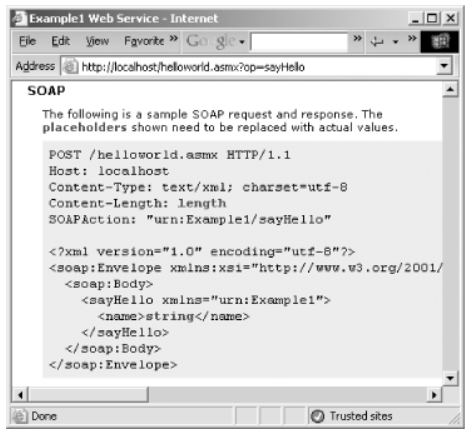 Example1 Web Service - Internet
File Edit View Favorite » Google »
Address http://localhost/helloworld.asmx?op=sayHello
SOAP
The following is a sample SOAP request and response. The
placeholders shown need to be replaced with actual values.
POST /helloworld.asmx HTTP/1.1
Host: localhost
Content-Type: text/xml; charset=utf-8
Content-Length: length
SOAPAction: "urn:Example1/sayHello"
<?xml version="1.0" encoding="utf-8"?>
<soap:Envelope xmlns:xsi="http://www.w3.org/2001/
<soap:Body>
<sayHello xmlns="urn:Example1">
<name>string</name>
</sayHello>
</soap:Body>
</soap:Envelope>
Done Trusted sites